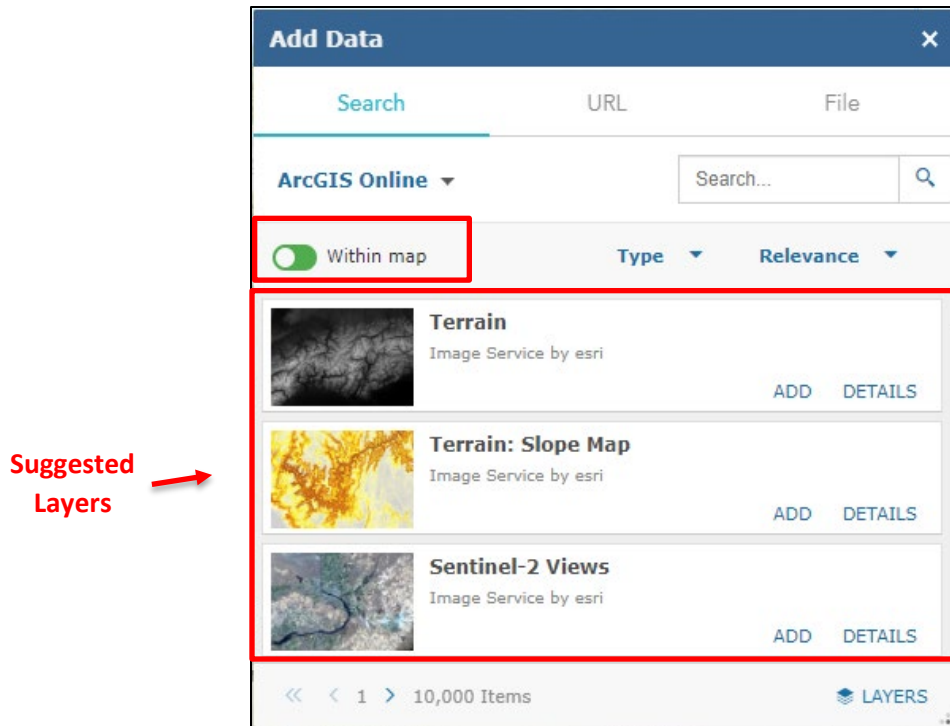 Add Data ×
Search URL File
ArcGIS Online Search...
Within map Type Relevance
Terrain
Image Service by esri
ADD DETAILS
Suggested
Layers
Terrain: Slope Map
Image Service by esri
ADD DETAILS
Sentinel-2 Views
Image Service by esri
ADD DETAILS
« < 1 > 10,000 Items LAYERS